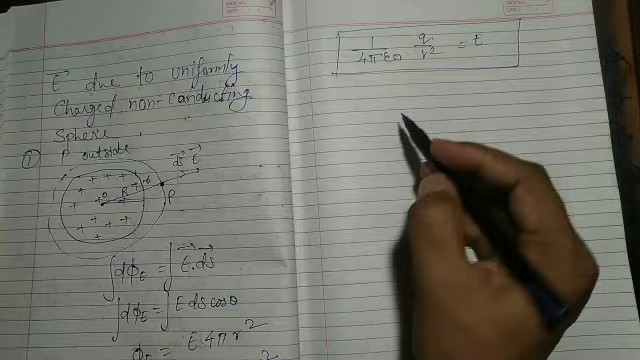 E due to uniformly
Charged non-conducting
Sphere.
① P outside
ds E
R
P
∫dϕE = ∫E.ds
∫dϕE = ∫E ds cosθ
ϕE = E.4πr²
1/4πε0 q/r² = E